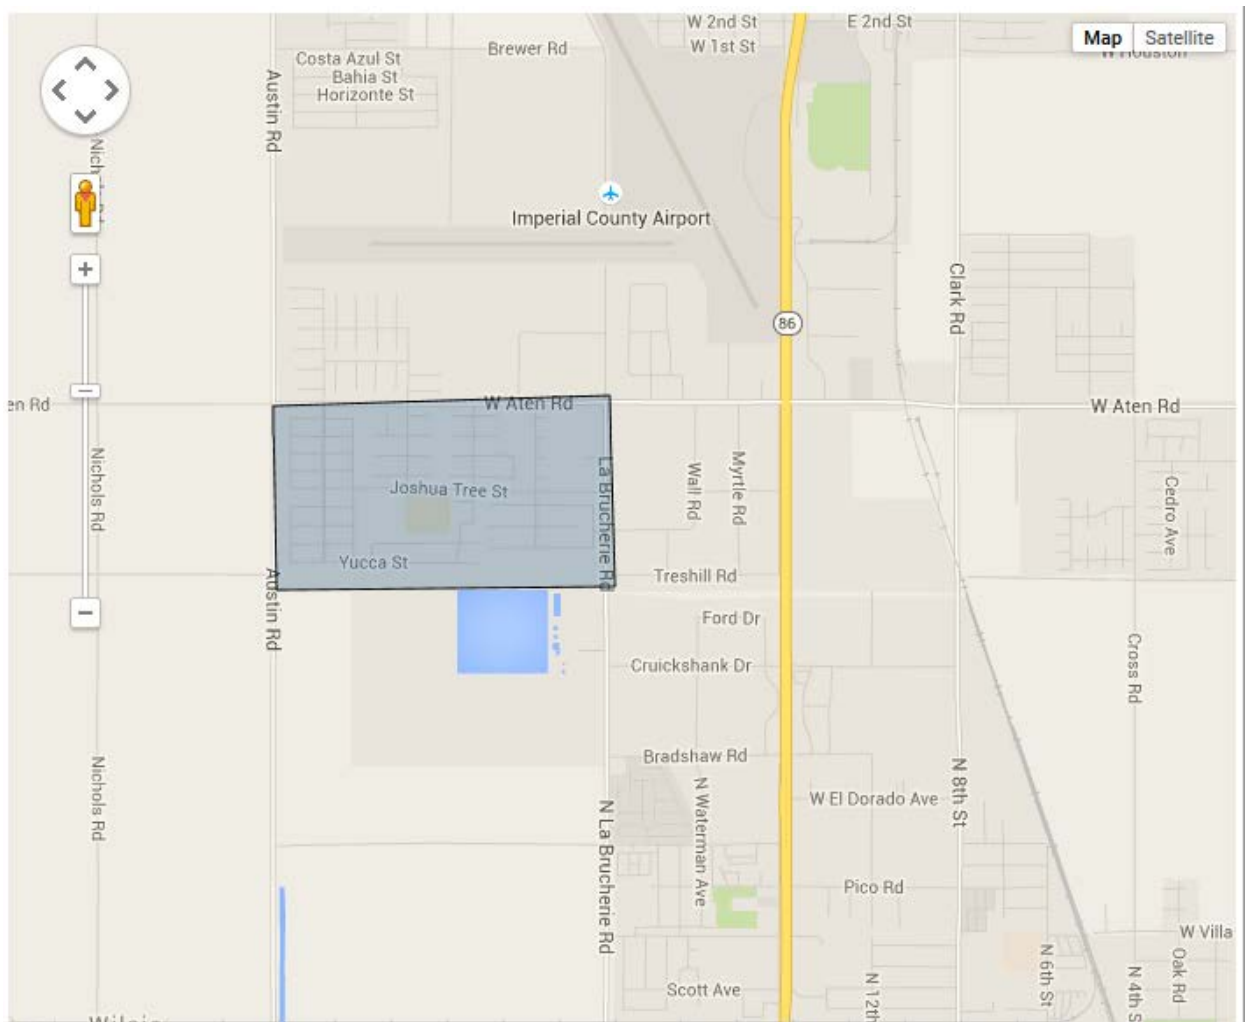 W 2nd St
E 2nd St
Brewer Rd
W 1st St
Map
Satellite
W Houston
Costa Azul St
Bahia St
Horizonte St
Austin Rd
Imperial County Airport
Clark Rd
86
en Rd
W Aten Rd
W Aten Rd
Nichols Rd
Joshua Tree St
La Brucherie Rd
Wall Rd
Myrtle Rd
Cedro Ave
Yucca St
Treshill Rd
Austin Rd
Ford Dr
Cruickshank Dr
Cross Rd
Bradshaw Rd
Nichols Rd
N Waterman Ave
W El Dorado Ave
N 8th St
N La Brucherie Rd
Pico Rd
W Villa
N 6th St
Oak Rd
Scott Ave
N 12th
N 4th S